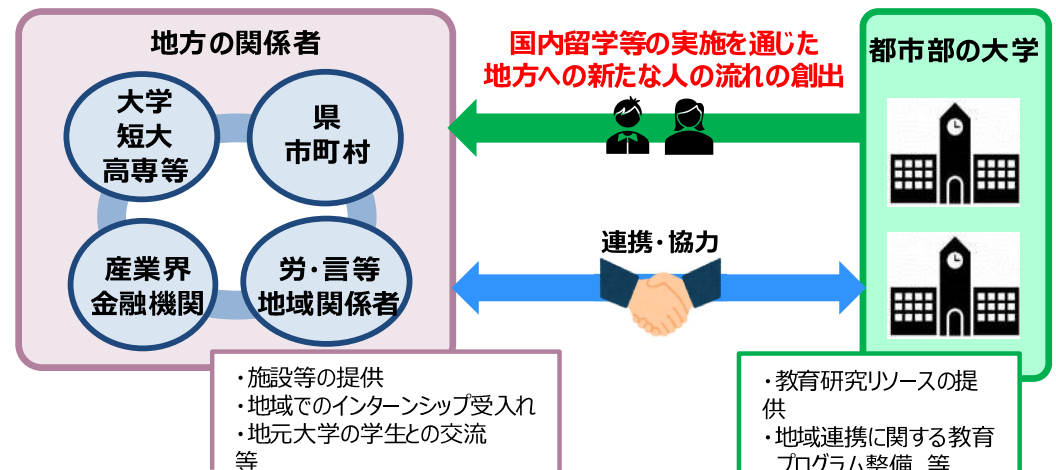 地方の関係者
大学
短大
高専等
県
市町村
産業界
金融機関
労・言等
地域関係者
国内留学等の実施を通じた
地方への新たな人の流れの創出
連携・協力
都市部の大学
・施設等の提供
・地域でのインターンシップ受入れ
・地元大学の学生との交流
等
・教育研究リソースの提
供
・地域連携に関する教育
プログラム整備 等